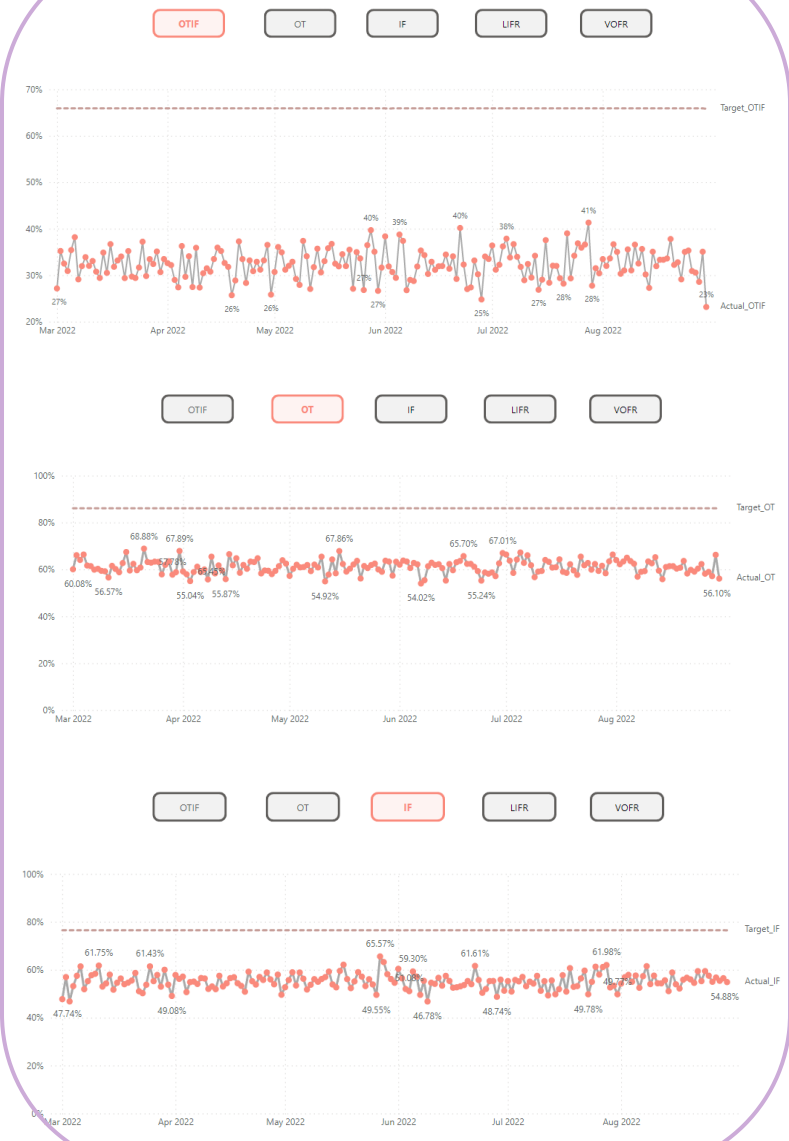 OTIF OT IF LIFR VOFR
70%
Target_OTIF
60%
50%
40%
40% 39% 40% 38% 41%
30%
27% 26% 26% 27% 27% 25% 27% 28% 28% 23%
Actual_OTIF
20%
Mar 2022 Apr 2022 May 2022 Jun 2022 Jul 2022 Aug 2022
OTIF OT IF LIFR VOFR
100%
Target_OT
80%
68.88% 67.89% 67.86% 65.70% 67.01%
60%
Actual_OT
60.08% 56.57% 55.04% 55.87% 54.92% 54.02% 55.24% 56.10%
40%
20%
0%
Mar 2022 Apr 2022 May 2022 Jun 2022 Jul 2022 Aug 2022
OTIF OT IF LIFR VOFR
100%
Target_IF
80%
61.75% 61.43% 65.57% 59.30% 61.61% 61.98%
60%
Actual_IF
47.74% 49.08% 49.55% 46.78% 48.74% 49.78% 54.88%
40%
20%
0%
Mar 2022 Apr 2022 May 2022 Jun 2022 Jul 2022 Aug 2022